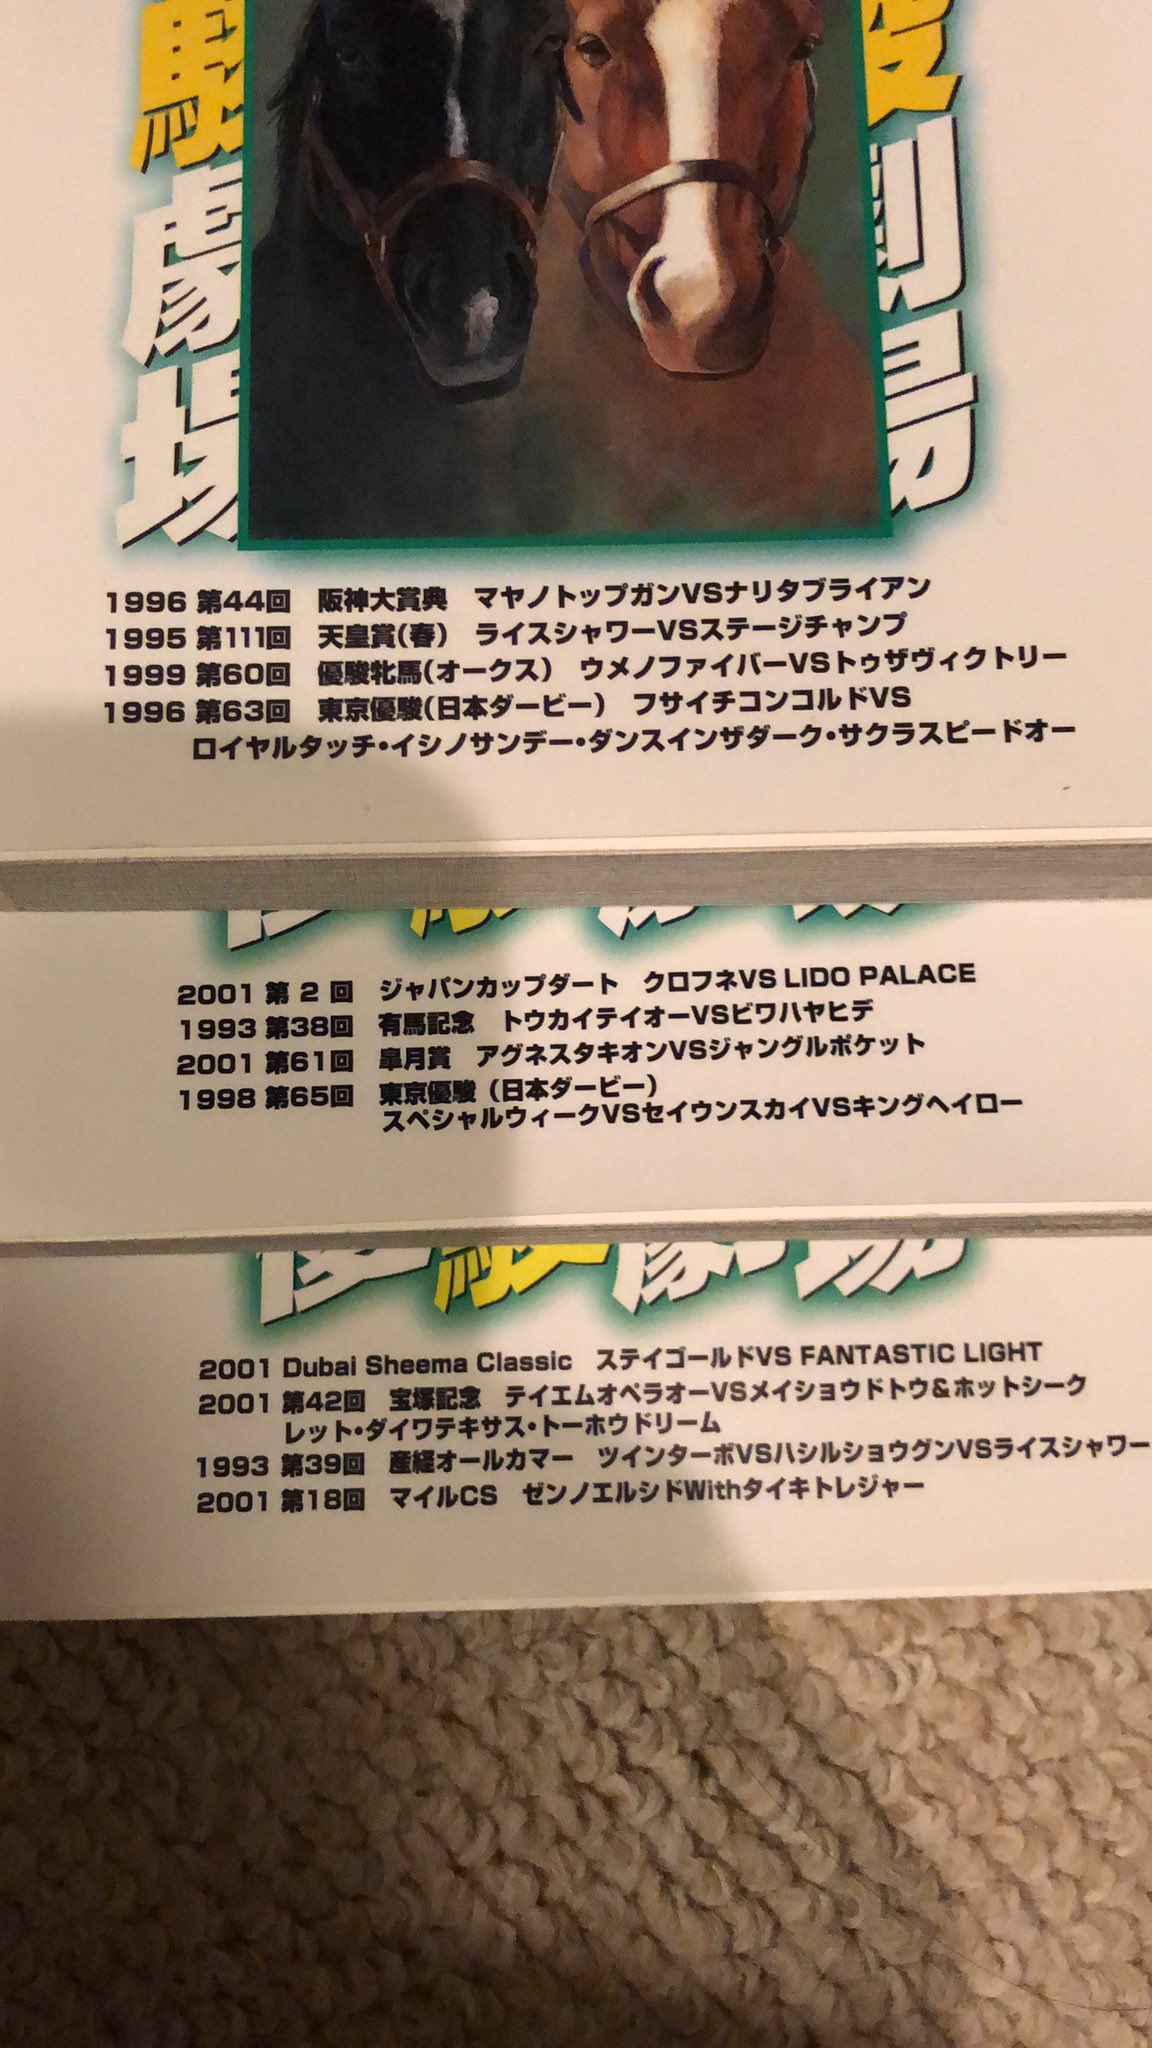 劇場
1996 第44回 阪神大賞典 マヤノトップガンVSナリタブライアン
1995 第111回 天皇賞(春) ライスシャワーVSステージチャンプ
1999 第60回 優駿牝馬(オークス) ウメノファイバーVSトゥザヴィクトリー
1996 第63回 東京優駿(日本ダービー) フサイチコンコルドVS
ロイヤルタッチ・イシノサンデー・ダンスインザダーク・サクラスピードオー
2001 第2回 ジャパンカップダート クロフネVS LIDO PALACE
1993 第38回 有馬記念 トウカイテイオーVSビワハヤヒデ
2001 第61回 皐月賞 アグネスタキオンVSジャングルポケット
1998 第65回 東京優駿(日本ダービー)
スペシャルウィークVSセイウンスカイVSキングヘイロー
2001 Dubai Sheema Classic ステイゴールドVS FANTASTIC LIGHT
2001 第42回 宝塚記念 テイエムオペラオーVSメイショウドトウ&ホットシーク
レット・ダイワテキサス・トーホウドリーム
1993 第39回 産経オールカマー ツインターボVSハシルショウグンVSライスシャワー
2001 第18回 マイルCS ゼンノエルシドWithタイキトレジャー